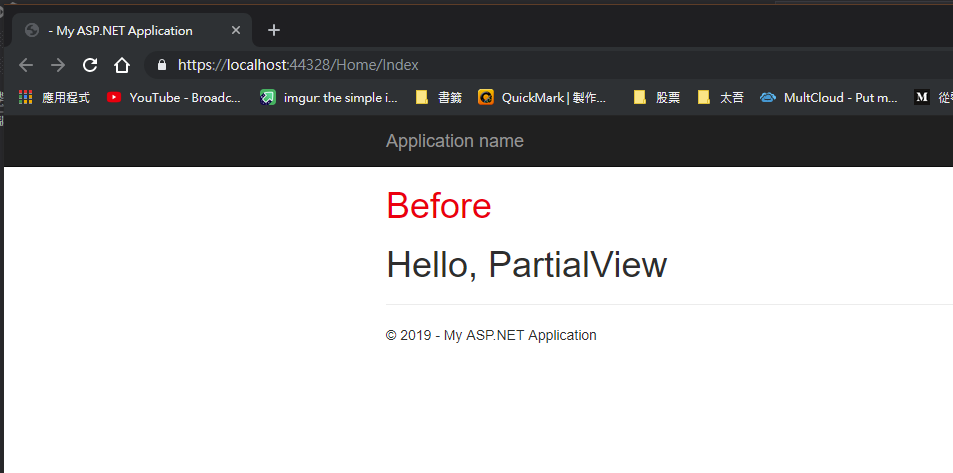 - My ASP.NET Application
https://localhost:44328/Home/Index
應用程式 YouTube - Broadc... imgur: the simple i... 書籤 QuickMark | 製作... 股票 太吾 MultCloud - Put m... M
Application name
Before
Hello, PartialView
© 2019 - My ASP.NET Application